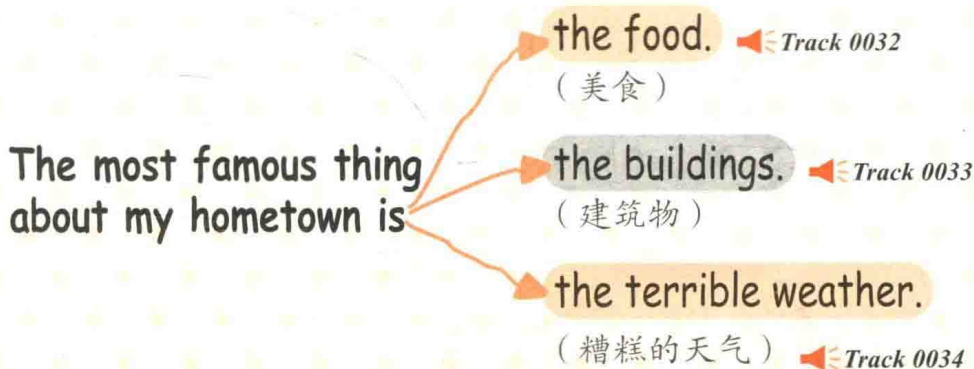 the food. Track 0032
（美食）
The most famous thing
about my hometown is
the buildings. Track 0033
（建筑物）
the terrible weather.
（糟糕的天气） Track 0034